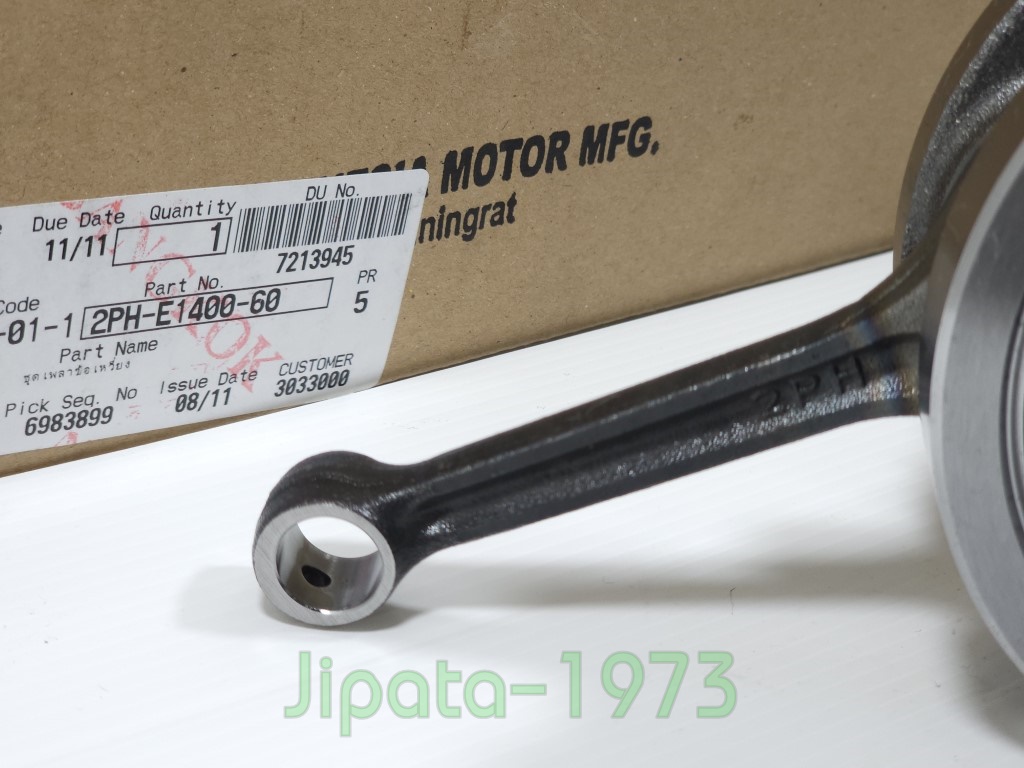 MOTOR MFG.
ningrat
Due Date Quantity DU No.
11/11 1
7213945
Code Part No. PR
-01-1 2PH-E1400-60 5
Part Name
ชุดเพลาข้อเหวี่ยง
Pick Seq. No Issue Date CUSTOMER
6983899 08/11 3033000
2PH
Jipata-1973